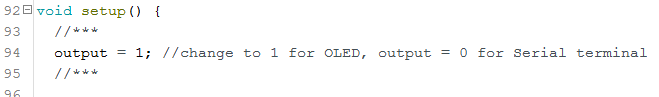 92 void setup() {
93   //***
94   output = 1; //change to 1 for OLED, output = 0 for Serial terminal
95   //***
96